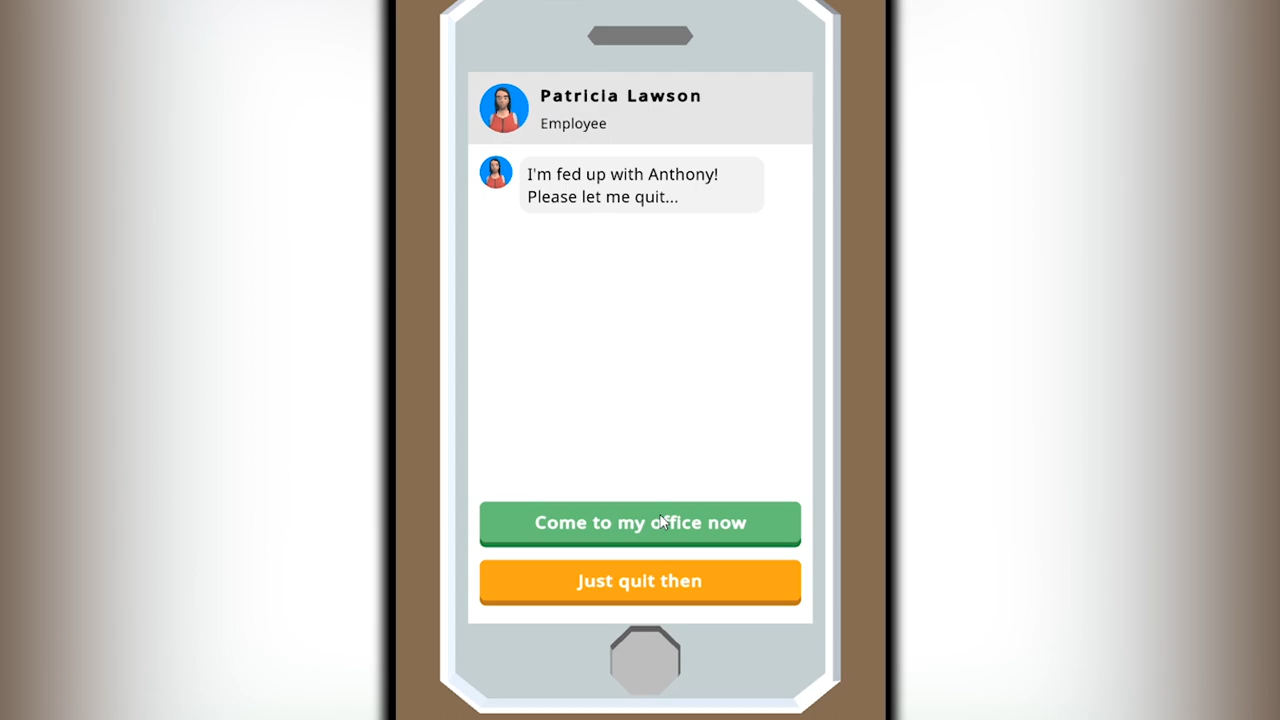 Patricia Lawson
Employee
I'm fed up with Anthony!
Please let me quit...
Come to my office now
Just quit then